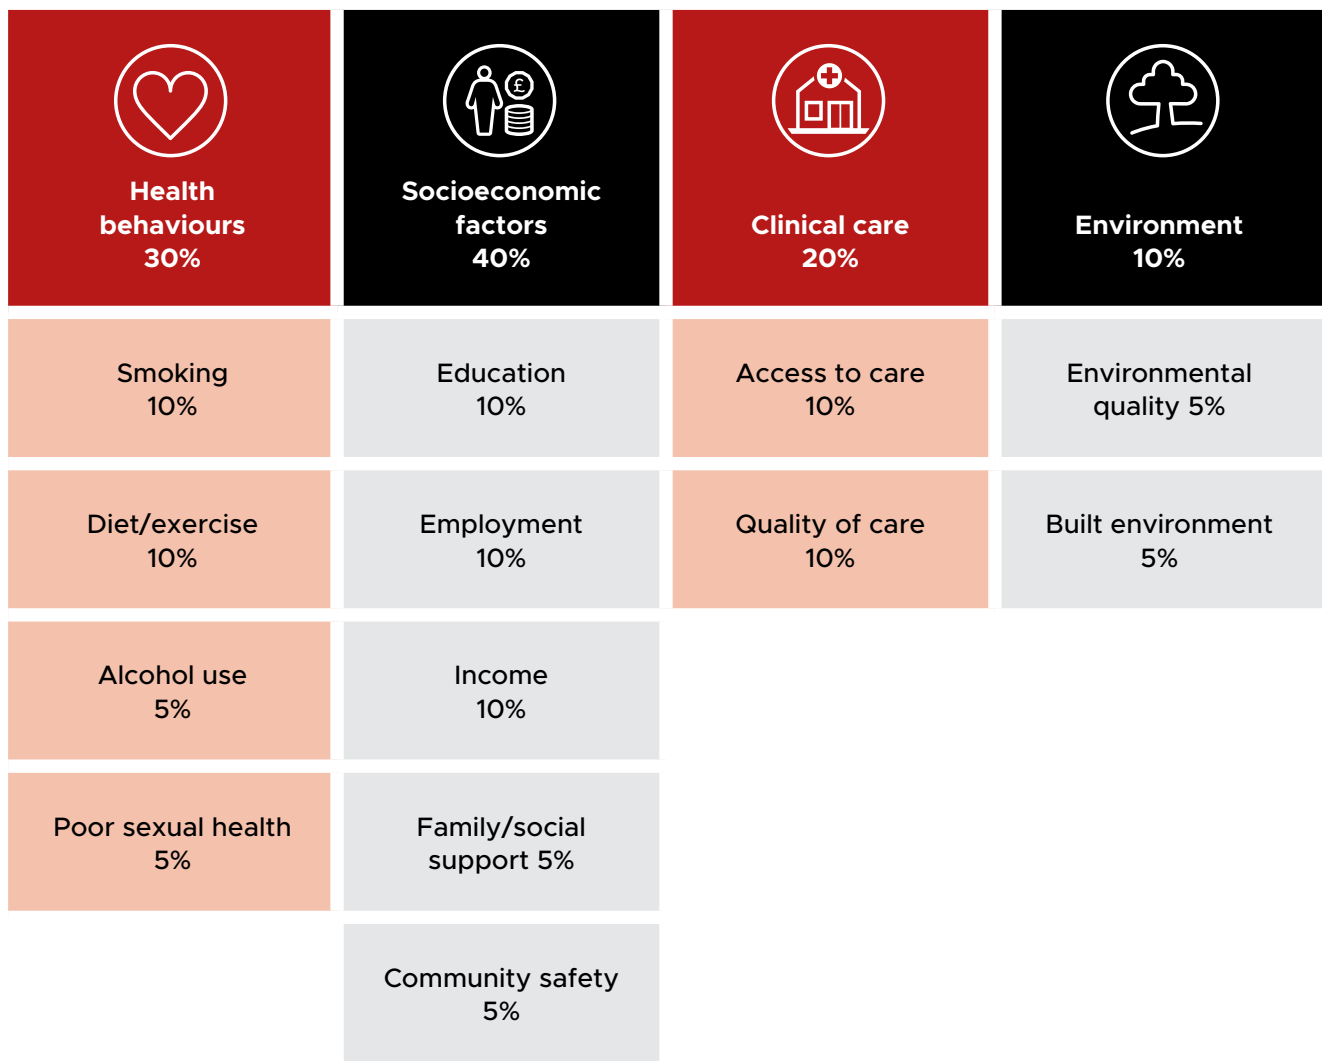 Health
behaviours
30%
Socioeconomic
factors
40%
£
Clinical care
20%
Environment
10%
Smoking
10%
Education
10%
Access to care
10%
Environmental
quality 5%
Diet/exercise
10%
Employment
10%
Quality of care
10%
Built environment
5%
Alcohol use
5%
Income
10%
Poor sexual health
5%
Family/social
support 5%
Community safety
5%